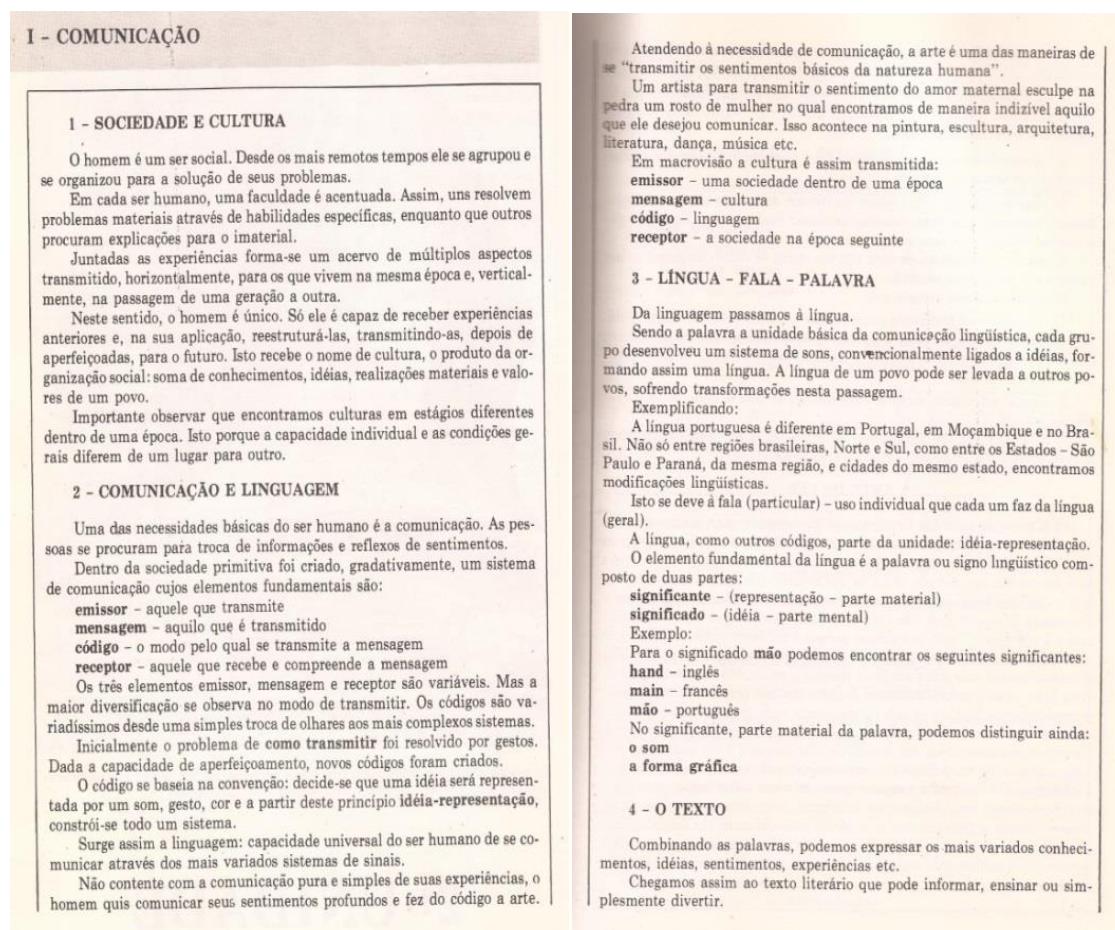 I - COMUNICAÇÃO
1 - SOCIEDADE E CULTURA
O homem é um ser social. Desde os mais remotos tempos ele se agrupou e
se organizou para a solução de seus problemas.
Em cada ser humano, uma faculdade é acentuada. Assim, uns resolvem
problemas materiais através de habilidades específicas, enquanto que outros
procuram explicações para o imaterial.
Juntadas as experiências forma-se um acervo de múltiplos aspectos
transmitido, horizontalmente, para os que vivem na mesma época e, vertical-
mente, na passagem de uma geração a outra.
Neste sentido, o homem é único. Só ele é capaz de receber experiências
anteriores e, na sua aplicação, reestruturá-las, transmitindo-as, depois de
aperfeiçoadas, para o futuro. Isto recebe o nome de cultura, o produto da or-
ganização social: soma de conhecimentos, idéias, realizações materiais e valo-
res de um povo.
Importante observar que encontramos culturas em estágios diferentes
dentro de uma época. Isto porque a capacidade individual e as condições ge-
rais diferem de um lugar para outro.
2 - COMUNICAÇÃO E LINGUAGEM
Uma das necessidades básicas do ser humano é a comunicação. As pes-
soas se procuram para troca de informações e reflexos de sentimentos.
Dentro da sociedade primitiva foi criado, gradativamente, um sistema
de comunicação cujos elementos fundamentais são:
emissor - aquele que transmite
mensagem - aquilo que é transmitido
código - o modo pelo qual se transmite a mensagem
receptor - aquele que recebe e compreende a mensagem
Os três elementos emissor, mensagem e receptor são variáveis. Mas a
maior diversificação se observa no modo de transmitir. Os códigos são va-
riadíssimos desde uma simples troca de olhares aos mais complexos sistemas.
Inicialmente o problema de como transmitir foi resolvido por gestos.
Dada a capacidade de aperfeiçoamento, novos códigos foram criados.
O código se baseia na convenção: decide-se que uma idéia será represen-
tada por um som, gesto, cor e a partir deste princípio idéia-representação,
constrói-se todo um sistema.
Surge assim a linguagem: capacidade universal do ser humano de se co-
municar através dos mais variados sistemas de sinais.
Não contente com a comunicação pura e simples de suas experiências, o
homem quis comunicar seus sentimentos profundos e fez do código a arte.
Atendendo à necessidade de comunicação, a arte é uma das maneiras de
se "transmitir os sentimentos básicos da natureza humana".
Um artista para transmitir o sentimento do amor maternal esculpe na
pedra um rosto de mulher no qual encontramos de maneira indizível aquilo
que ele desejou comunicar. Isso acontece na pintura, escultura, arquitetura,
literatura, dança, música etc.
Em macrovisão a cultura é assim transmitida:
emissor - uma sociedade dentro de uma época
mensagem - cultura
código - linguagem
receptor - a sociedade na época seguinte
3 - LÍNGUA - FALA - PALAVRA
Da linguagem passamos à língua.
Sendo a palavra a unidade básica da comunicação lingüística, cada gru-
po desenvolveu um sistema de sons, convencionalmente ligados a idéias, for-
mando assim uma língua. A língua de um povo pode ser levada a outros po-
vos, sofrendo transformações nesta passagem.
Exemplificando:
A língua portuguesa é diferente em Portugal, em Moçambique e no Bra-
sil. Não só entre regiões brasileiras, Norte e Sul, como entre os Estados - São
Paulo e Paraná, da mesma região, e cidades do mesmo estado, encontramos
modificações lingüísticas.
Isto se deve à fala (particular) - uso individual que cada um faz da língua
(geral).
A língua, como outros códigos, parte da unidade: idéia-representação.
O elemento fundamental da língua é a palavra ou signo lingüístico com-
posto de duas partes:
significante - (representação - parte material)
significado - (idéia - parte mental)
Exemplo:
Para o significado mão podemos encontrar os seguintes significantes:
hand - inglês
main - francês
mão - português
No significante, parte material da palavra, podemos distinguir ainda:
o som
a forma gráfica
4 - O TEXTO
Combinando as palavras, podemos expressar os mais variados conheci-
mentos, idéias, sentimentos, experiências etc.
Chegamos assim ao texto literário que pode informar, ensinar ou sim-
plesmente divertir.